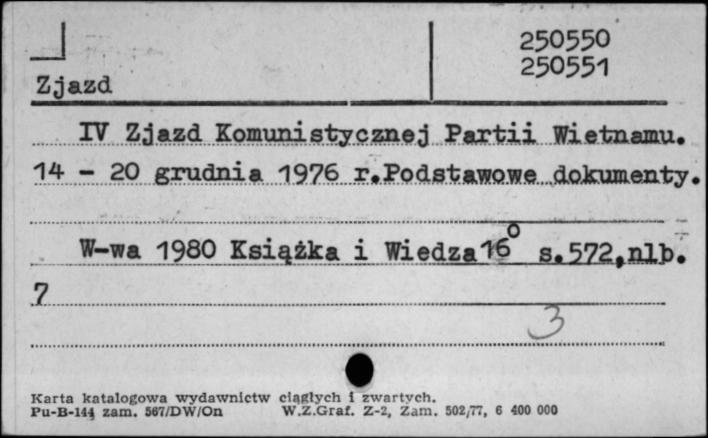 250550
250551
Zjazd
IV Zjazd Komunistycznej Partii Wietnamu.
14 - 20 grudnia 1976 r.Podstawowe dokumenty.
W-wa 1980 Książka i Wiedza 16° s.572,nlb.
7
3
Karta katalogowa wydawnictw ciągłych i zwartych.
Pu-B-144 zam. 567/DW/On W.Z.Graf. Z-2, Zam. 502/77, 6 400 000